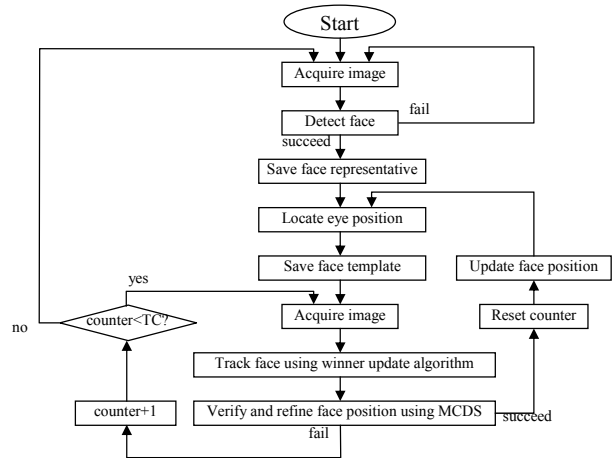 Start
Acquire image
fail
Detect face
succeed
Save face representative
Locate eye position
yes
Save face template
Update face position
no
counter<TC?
Acquire image
Reset counter
Track face using winner update algorithm
counter+1
Verify and refine face position using MCDS
succeed
fail